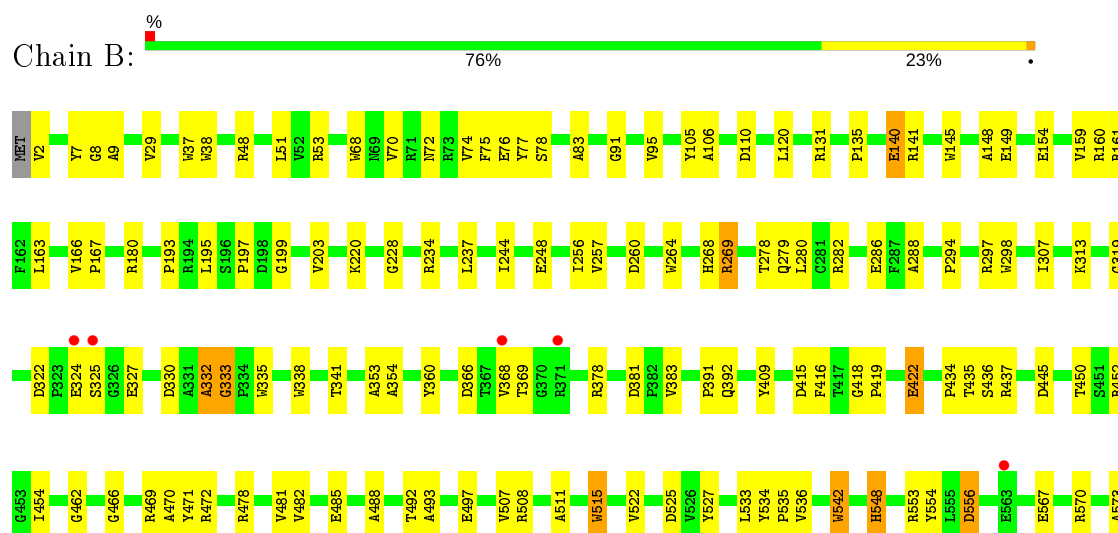 %
Chain B:
76% 23% •
MET V2 Y7 G8 A9 V29 W37 W38 R48 L51 V52 R53 W68 N69 V70 R71 N72 R73 V74 F75 E76 Y77 S78 A83 G91 V95 Y105 A106 D110 L120 R131 P135 E140 R141 W145 A148 E149 E154 V159 R160 R161
F162 L163 V166 P167 R180 P193 R194 L195 S196 P197 D198 G199 V203 K220 G228 R234 L237 I244 E248 I256 V257 D260 W264 H268 R269 T278 Q279 L280 C281 R282 E286 F287 A288 P294 R297 W298 I307 K313
D322 P323 E324 S325 G326 E327 D330 A331 A332 G333 P334 W335 W338 T341 A353 A354 Y360 D366 T367 V368 T369 G370 R371 R378 D381 P382 V383 P391 Q392 Y409 D415 F416 T417 G418 P419 E422 P434 T435 S436 R437 D445 T450 S451
G453 I454 G462 G466 R469 A470 Y471 R472 R478 V481 V482 E485 A488 T492 A493 E497 V507 R508 A511 W515 V522 D525 V526 Y527 L533 Y534 P535 V536 W542 H548 R553 Y554 L555 D556 E563 E567 R570